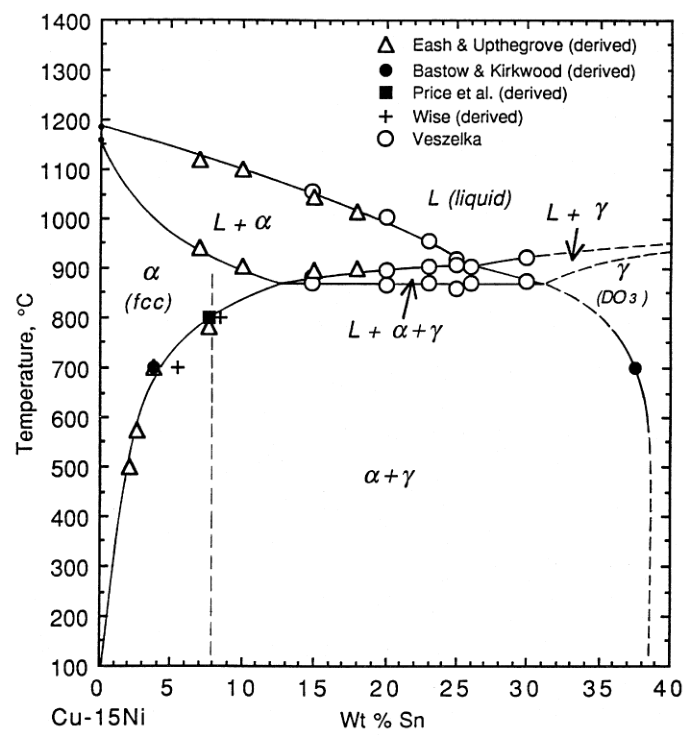 1400
1300
1200
1100
1000
900
800
700
600
500
400
300
200
100
Temperature, °C
Eash & Upthegrove (derived)
Bastow & Kirkwood (derived)
Price et al. (derived)
Wise (derived)
Veszelka
L (liquid)
L + γ
L + α
α
(fcc)
γ
(DO3)
L + α+γ
α+γ
0 5 10 15 20 25 30 35 40
Cu-15Ni
Wt % Sn